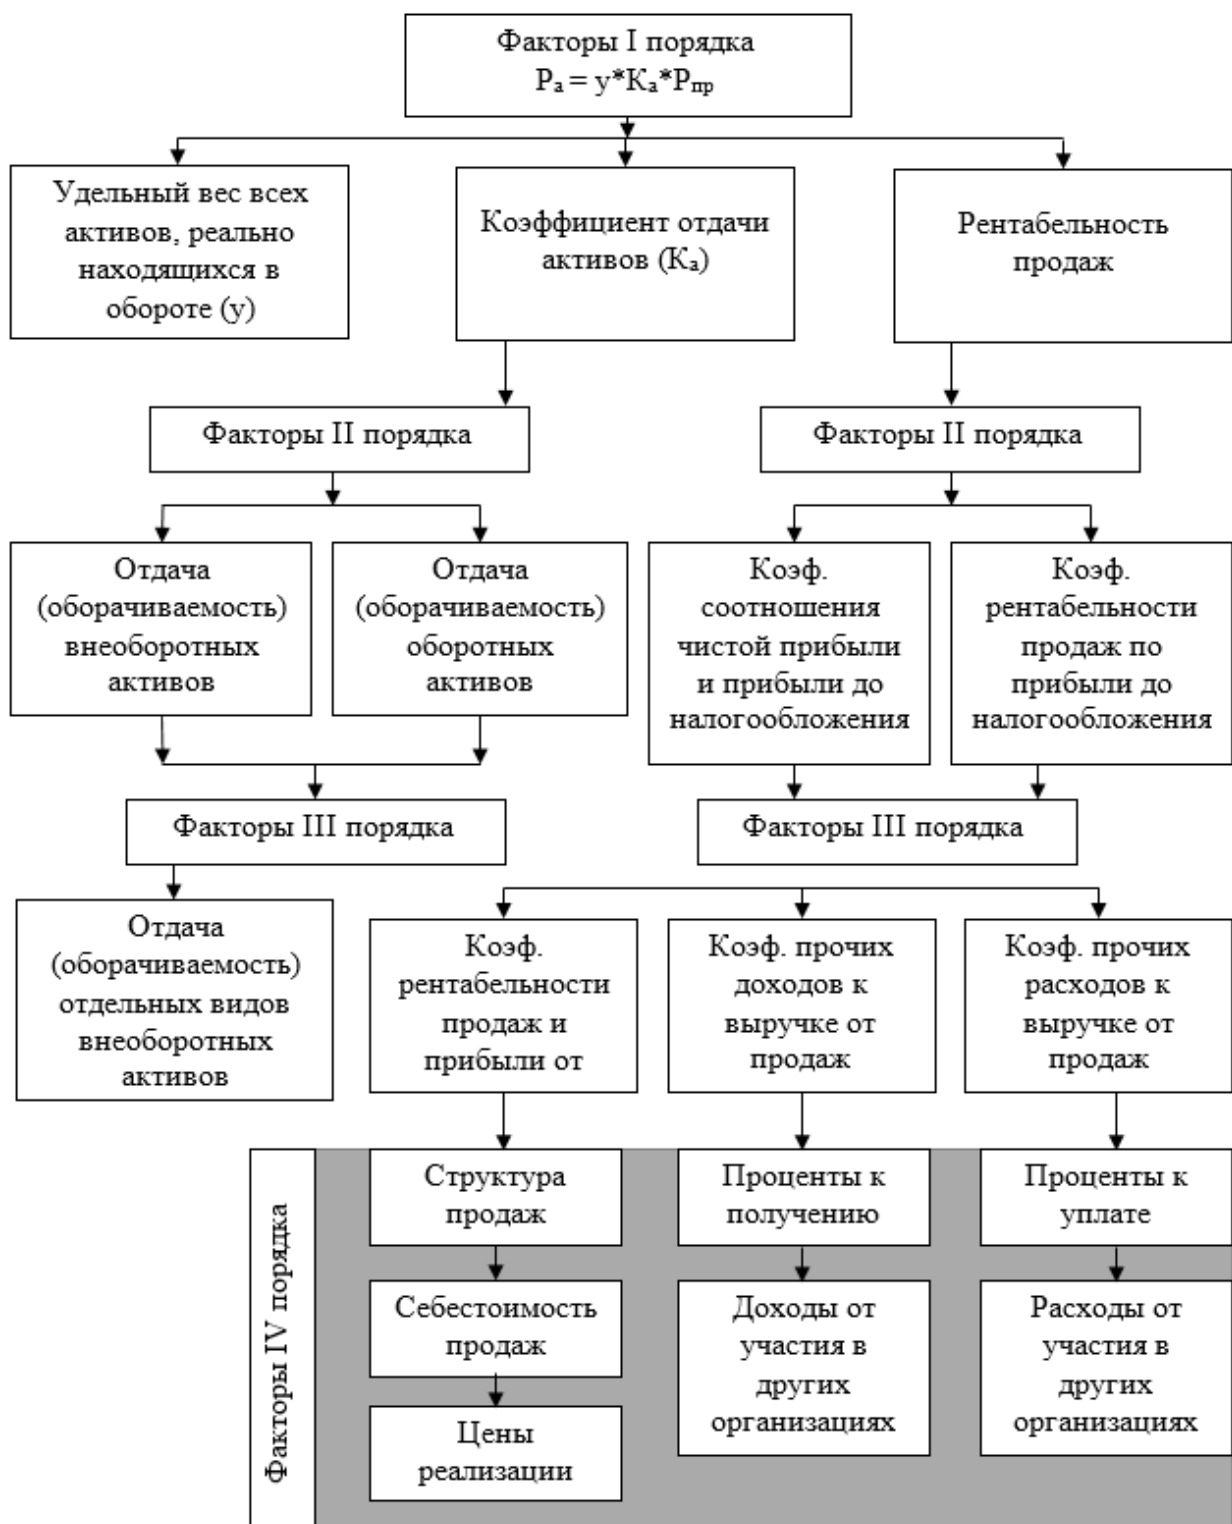 Факторы I порядка
Pₐ = y*Kₐ*Pпр
Удельный вес всех
активов, реально
находящихся в
обороте (у)
Коэффициент отдачи
активов (Kₐ)
Рентабельность
продаж
Факторы II порядка
Факторы II порядка
Отдача
(оборачиваемость)
внеоборотных
активов
Отдача
(оборачиваемость)
оборотных
активов
Коэф.
соотношения
чистой прибыли
и прибыли до
налогообложения
Коэф.
рентабельности
продаж по
прибыли до
налогообложения
Факторы III порядка
Факторы III порядка
Отдача
(оборачиваемость)
отдельных видов
внеоборотных
активов
Коэф.
рентабельности
продаж и
прибыли от
Коэф. прочих
доходов к
выручке от
продаж
Коэф. прочих
расходов к
выручке от
продаж
Факторы IV порядка
Структура
продаж
Проценты к
получению
Проценты к
уплате
Себестоимость
продаж
Доходы от
участия в
других
организациях
Расходы от
участия в
других
организациях
Цены
реализации